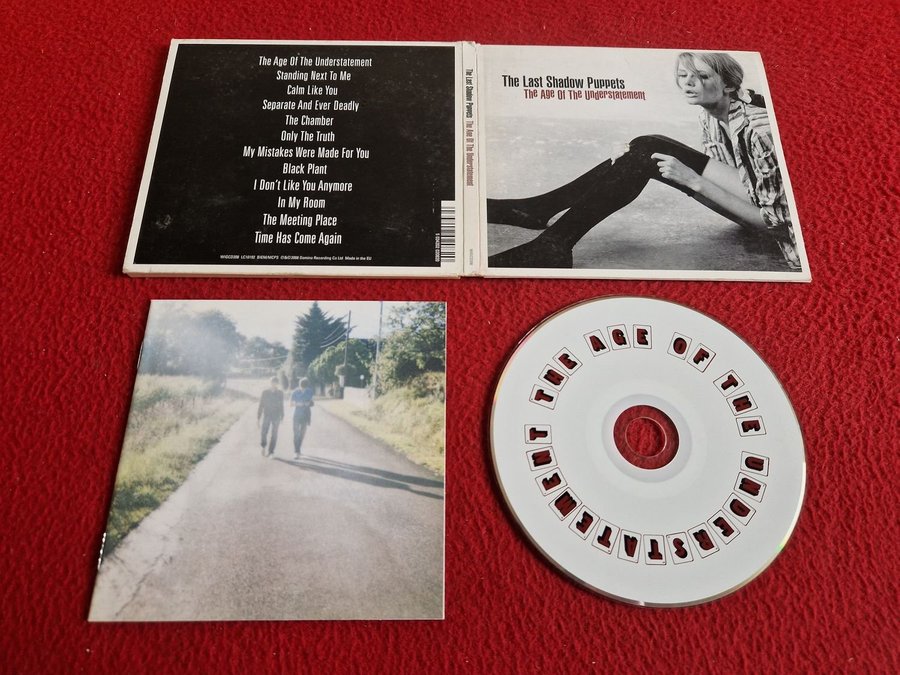 The Age Of The Understatement
Standing Next To Me
Calm Like You
Separate And Ever Deadly
The Chamber
Only The Truth
My Mistakes Were Made For You
Black Plant
I Don't Like You Anymore
In My Room
The Meeting Place
Time Has Come Again
The Last Shadow Puppets The Age Of The Understatement
The Last Shadow Puppets
The Age Of The Understatement
THE AGE OF THE UNDERSTATEMENT